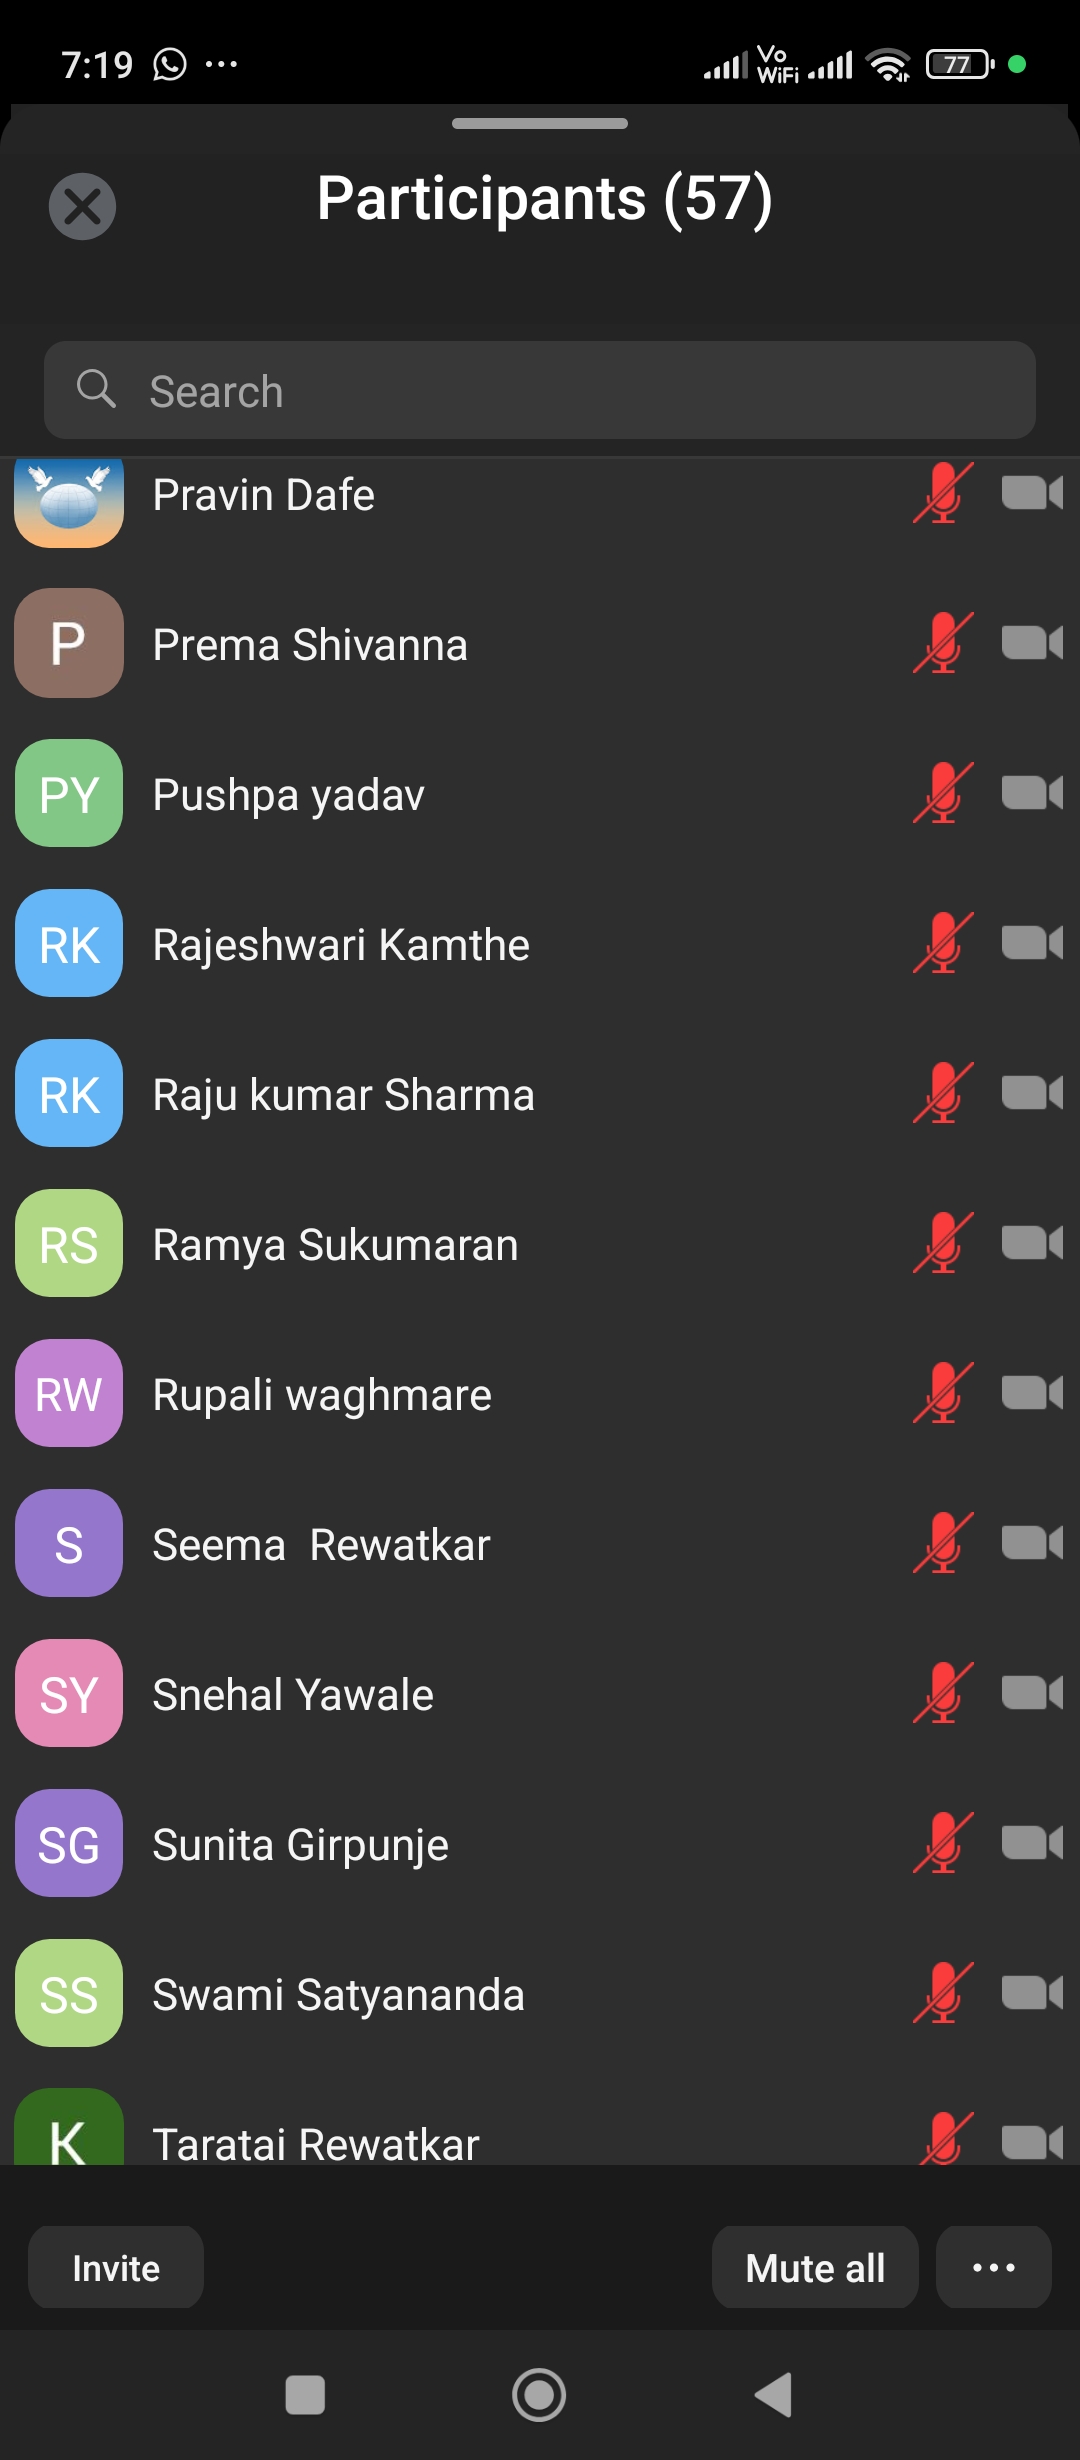 7:19 ... Vo WiFi 77
Participants (57)
Search
Pravin Dafe
P Prema Shivanna
PY Pushpa yadav
RK Rajeshwari Kamthe
RK Raju kumar Sharma
RS Ramya Sukumaran
RW Rupali waghmare
S Seema  Rewatkar
SY Snehal Yawale
SG Sunita Girpunje
SS Swami Satyananda
K Taratai Rewatkar
Invite Mute all ...